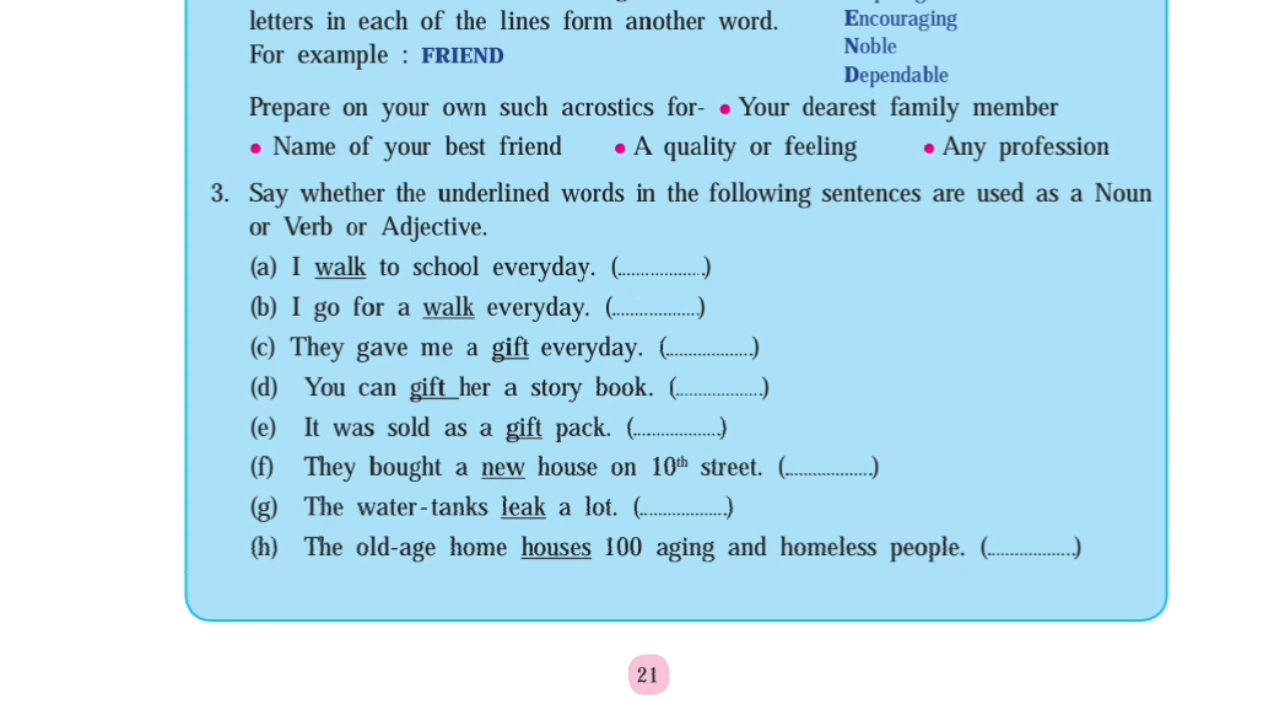 letters in each of the lines form another word.
For example : FRIEND
Encouraging
Noble
Dependable
Prepare on your own such acrostics for- • Your dearest family member
• Name of your best friend • A quality or feeling • Any profession
3. Say whether the underlined words in the following sentences are used as a Noun
or Verb or Adjective.
(a) I walk to school everyday. (..................)
(b) I go for a walk everyday. (..................)
(c) They gave me a gift everyday. (..................)
(d) You can gift her a story book. (..................)
(e) It was sold as a gift pack. (..................)
(f) They bought a new house on 10th street. (..................)
(g) The water-tanks leak a lot. (..................)
(h) The old-age home houses 100 aging and homeless people. (..................)
21